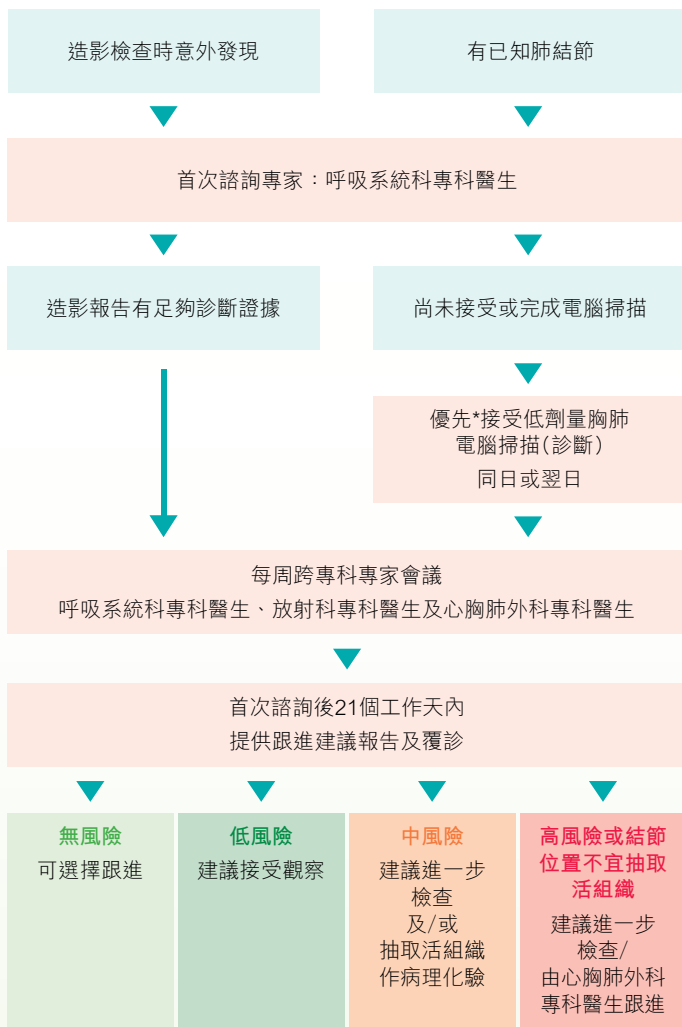 造影檢查時意外發現
有已知肺結節
首次諮詢專家：呼吸系統科專科醫生
造影報告有足夠診斷證據
尚未接受或完成電腦掃描
優先*接受低劑量胸肺
電腦掃描(診斷)
同日或翌日
每周跨專科專家會議
呼吸系統科專科醫生、放射科專科醫生及心胸肺外科專科醫生
首次諮詢後21個工作天內
提供跟進建議報告及覆診
無風險
可選擇跟進
低風險
建議接受觀察
中風險
建議進一步
檢查
及/或
抽取活組織
作病理化驗
高風險或結節
位置不宜抽取
活組織
建議進一步
檢查/
由心胸肺外科
專科醫生跟進